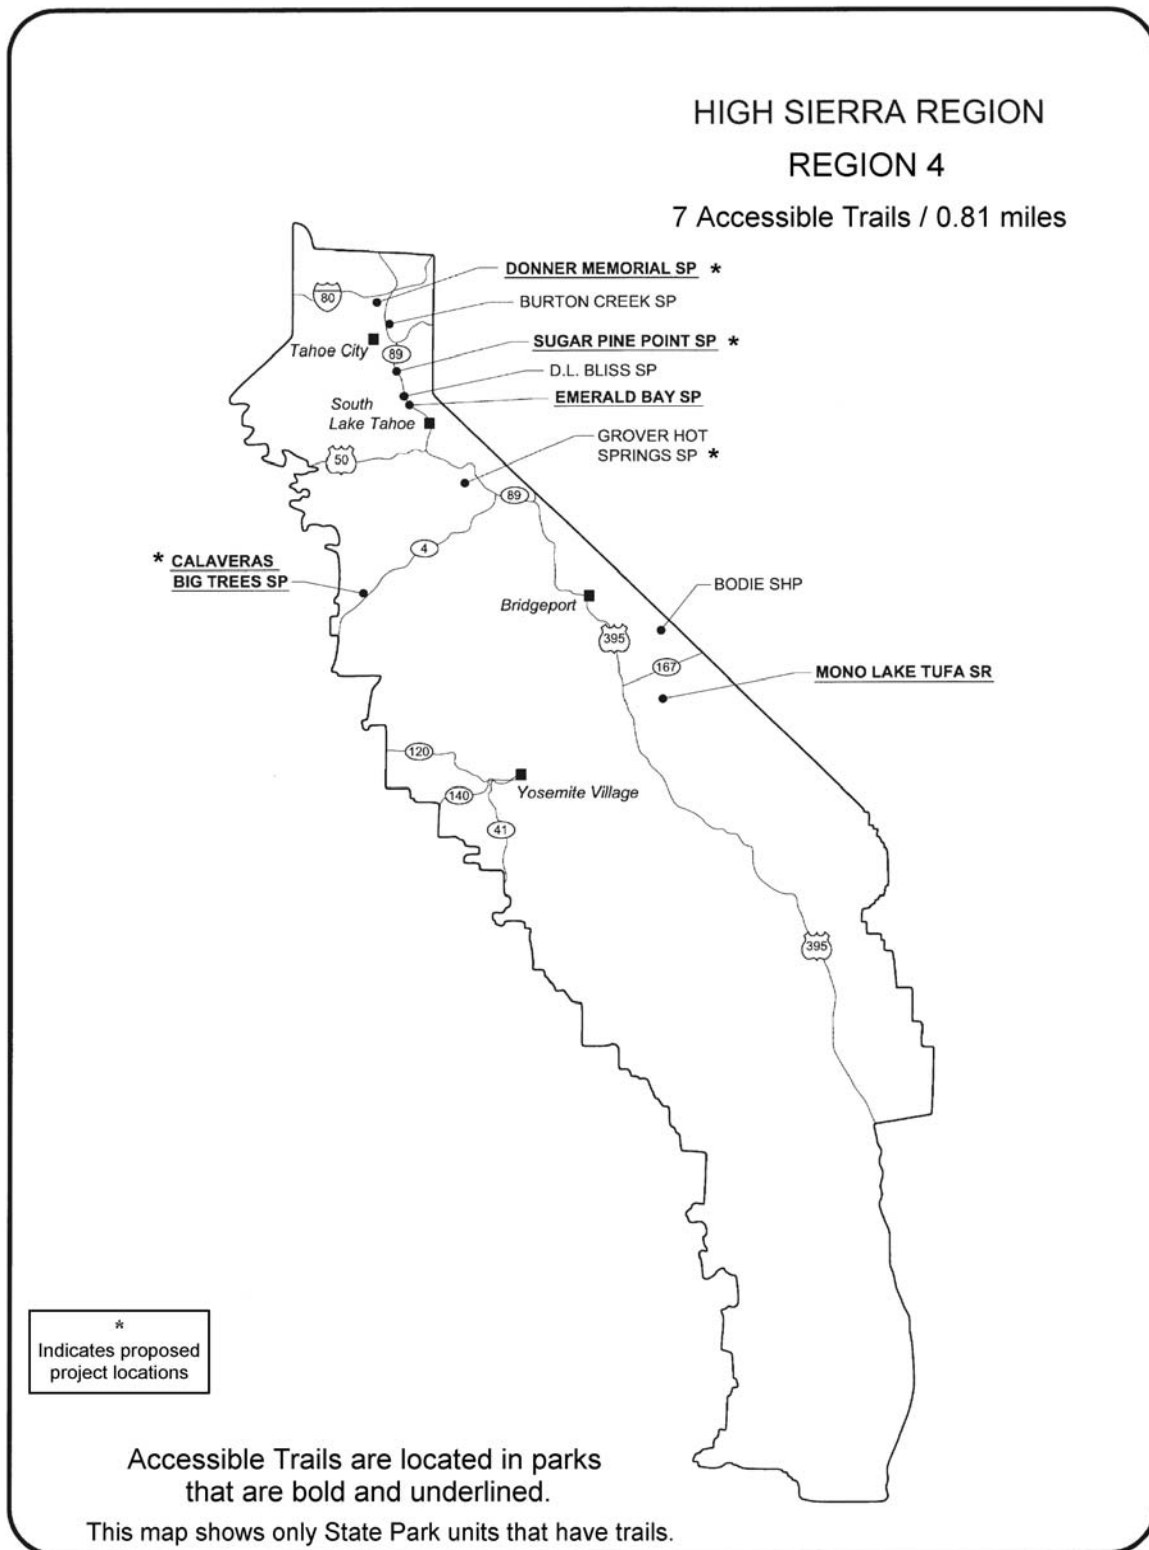 HIGH SIERRA REGION
REGION 4
7 Accessible Trails / 0.81 miles
DONNER MEMORIAL SP *
80
BURTON CREEK SP
Tahoe City
SUGAR PINE POINT SP *
89
D.L. BLISS SP
EMERALD BAY SP
South
Lake Tahoe
GROVER HOT
SPRINGS SP *
50
89
4
* CALAVERAS
BIG TREES SP
BODIE SHP
Bridgeport
395
167
MONO LAKE TUFA SR
120
Yosemite Village
140
41
395
*
Indicates proposed
project locations
Accessible Trails are located in parks
that are bold and underlined.
This map shows only State Park units that have trails.